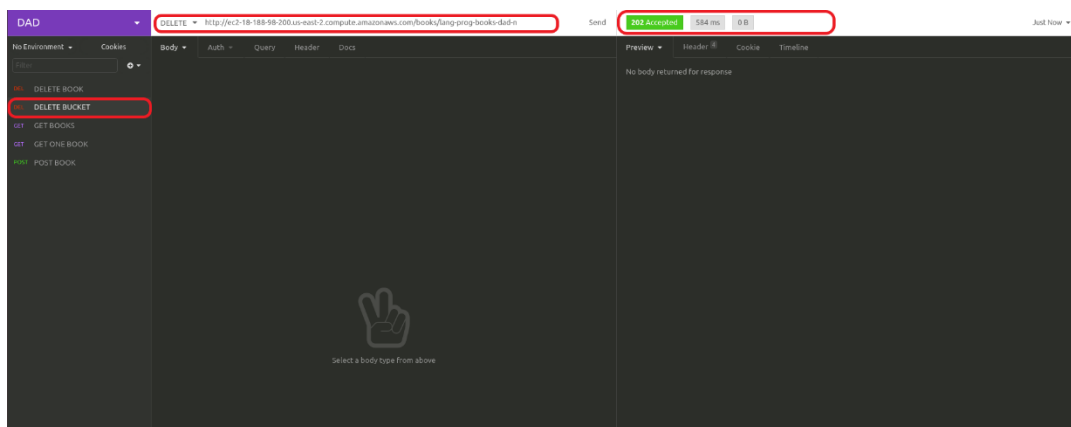 DAD
DELETE http://ec2-18-188-98-200.us-east-2.compute.amazonaws.com/books/lang-prog-books-dad-n Send
202 Accepted 584 ms 0 B Just Now
No Environment Cookies
Body Auth Query Header Docs
Preview Header Cookie Timeline
Filter
No body returned for response
DEL DELETE BOOK
DEL DELETE BUCKET
GET GET BOOKS
GET GET ONE BOOK
POST POST BOOK
Select a body type from above